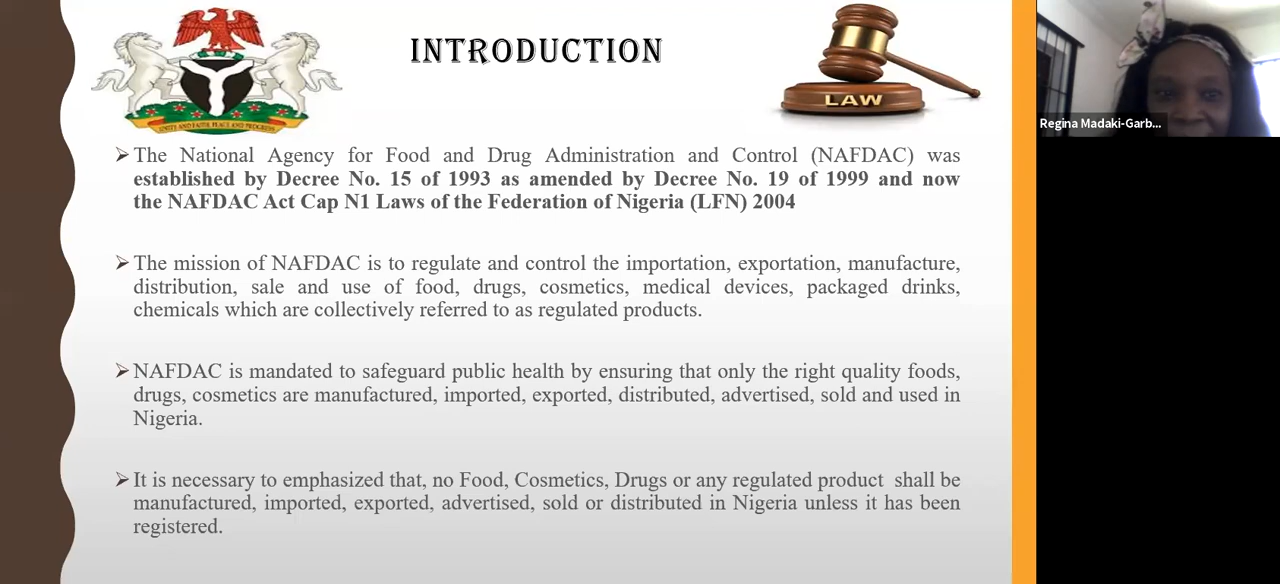 INTRODUCTION
LAW
UNITY AND FAITH, PEACE AND PROGRESS
Regina Madaki-Garb...
➢The National Agency for Food and Drug Administration and Control (NAFDAC) was
established by Decree No. 15 of 1993 as amended by Decree No. 19 of 1999 and now
the NAFDAC Act Cap N1 Laws of the Federation of Nigeria (LFN) 2004
➢The mission of NAFDAC is to regulate and control the importation, exportation, manufacture,
distribution, sale and use of food, drugs, cosmetics, medical devices, packaged drinks,
chemicals which are collectively referred to as regulated products.
➢NAFDAC is mandated to safeguard public health by ensuring that only the right quality foods,
drugs, cosmetics are manufactured, imported, exported, distributed, advertised, sold and used in
Nigeria.
➢It is necessary to emphasized that, no Food, Cosmetics, Drugs or any regulated product shall be
manufactured, imported, exported, advertised, sold or distributed in Nigeria unless it has been
registered.